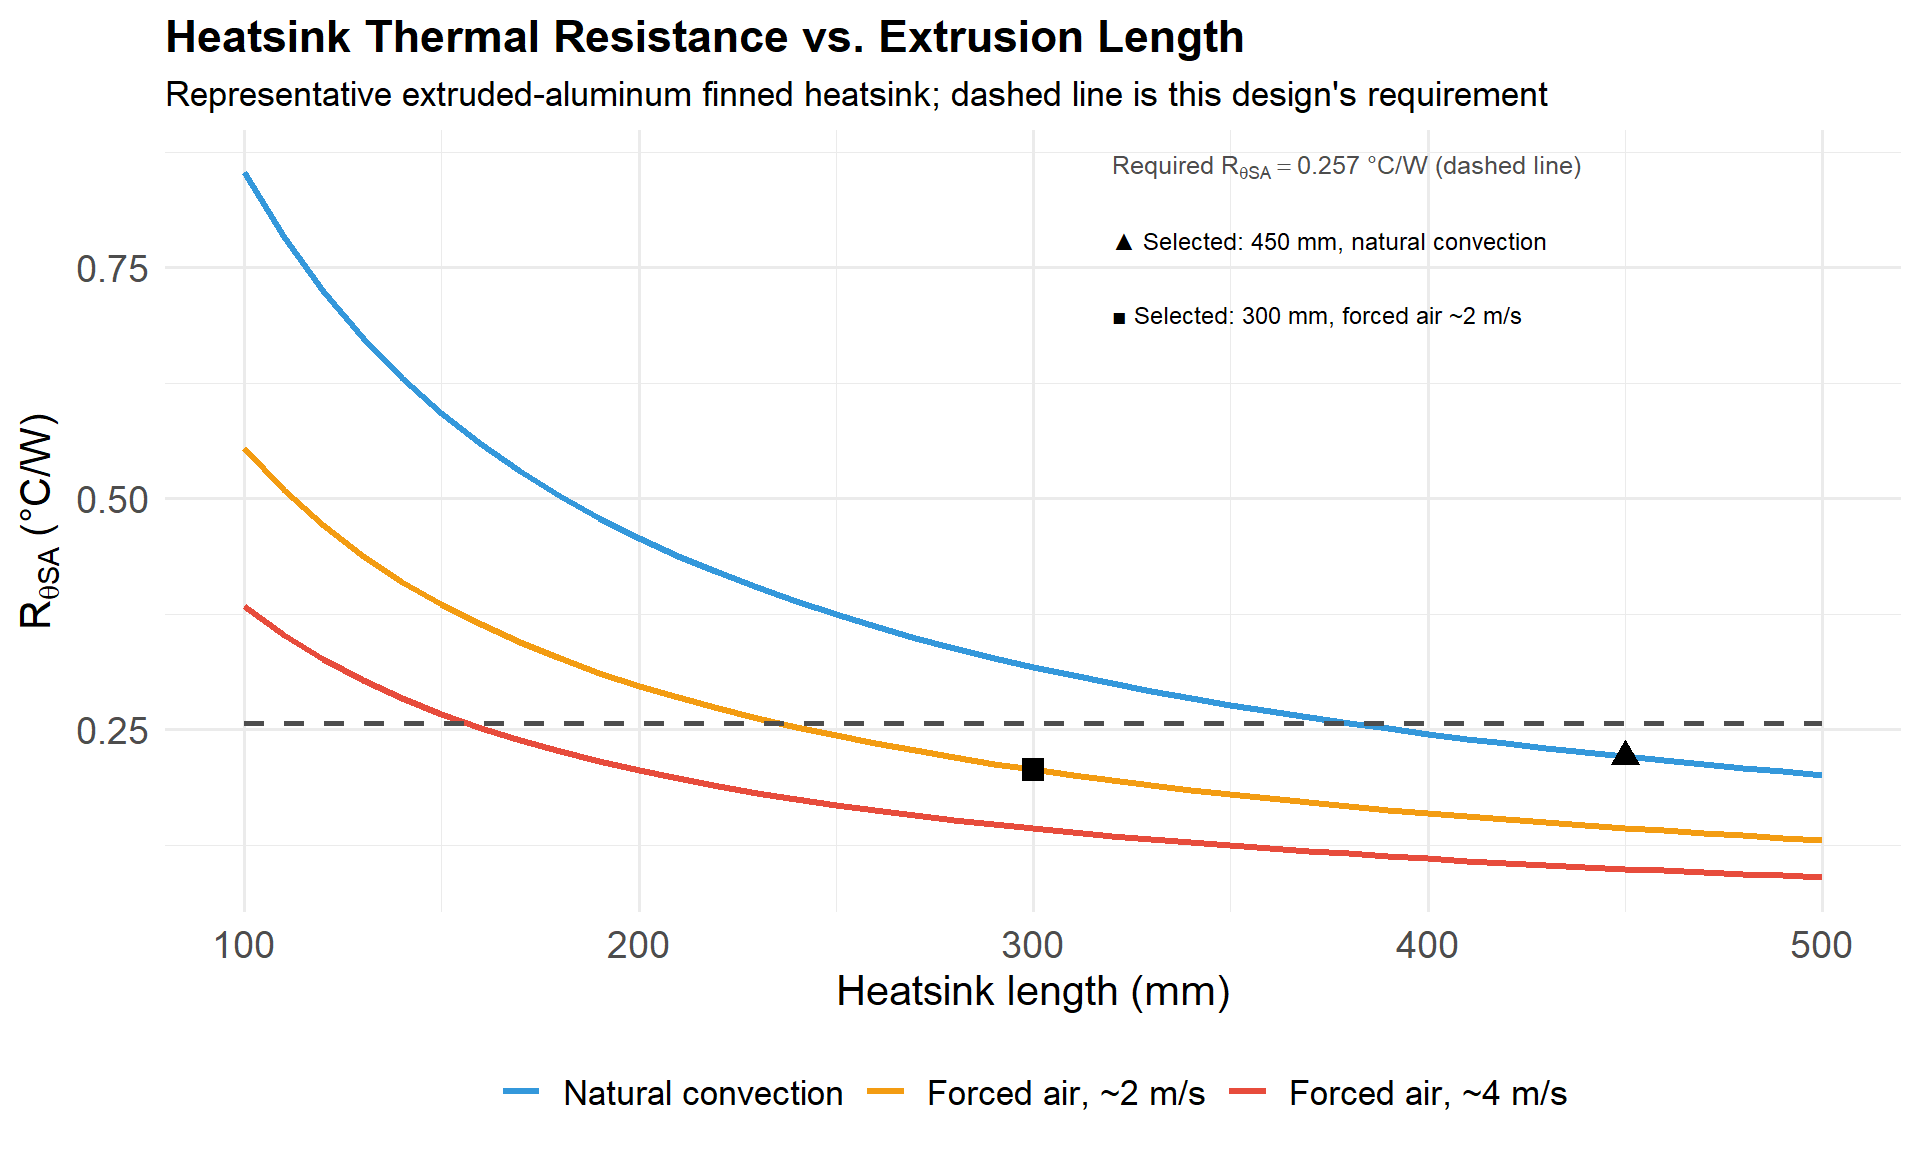 Heatsink Thermal Resistance vs. Extrusion Length
Representative extruded-aluminum finned heatsink; dashed line is this design's requirement
Required RθSA = 0.257 °C/W (dashed line)
▲ Selected: 450 mm, natural convection
■ Selected: 300 mm, forced air ~2 m/s
RθSA (°C/W)
0.75
0.50
0.25
100 200 300 400 500
Heatsink length (mm)
Natural convection Forced air, ~2 m/s Forced air, ~4 m/s